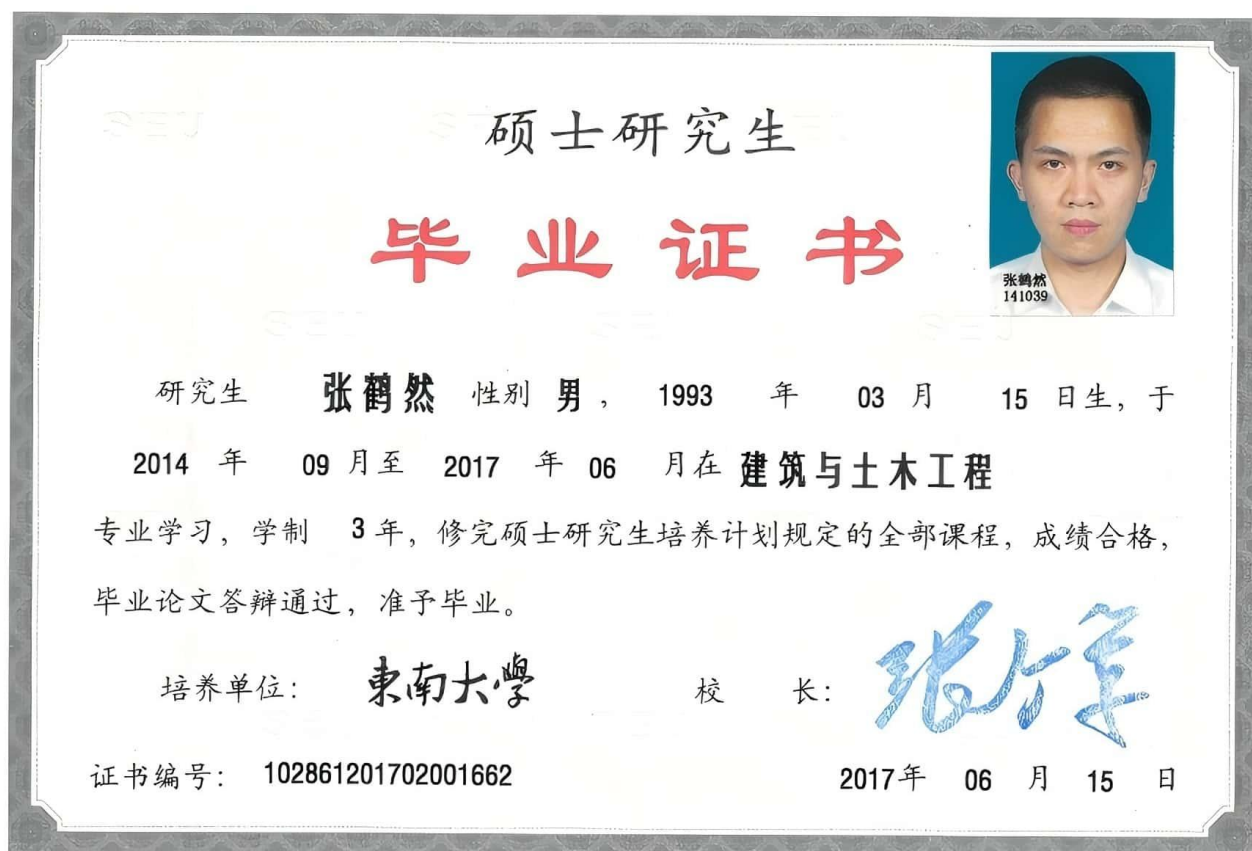 硕士研究生
毕业证书
张鹤然
141039
研究生 张鹤然 性别 男, 1993 年 03 月 15 日生, 于
2014 年 09 月至 2017 年 06 月在 建筑与土木工程
专业学习, 学制 3 年, 修完硕士研究生培养计划规定的全部课程, 成绩合格,
毕业论文答辩通过, 准予毕业。
培养单位: 東南大學 校 长:
证书编号: 102861201702001662 2017年 06 月 15 日